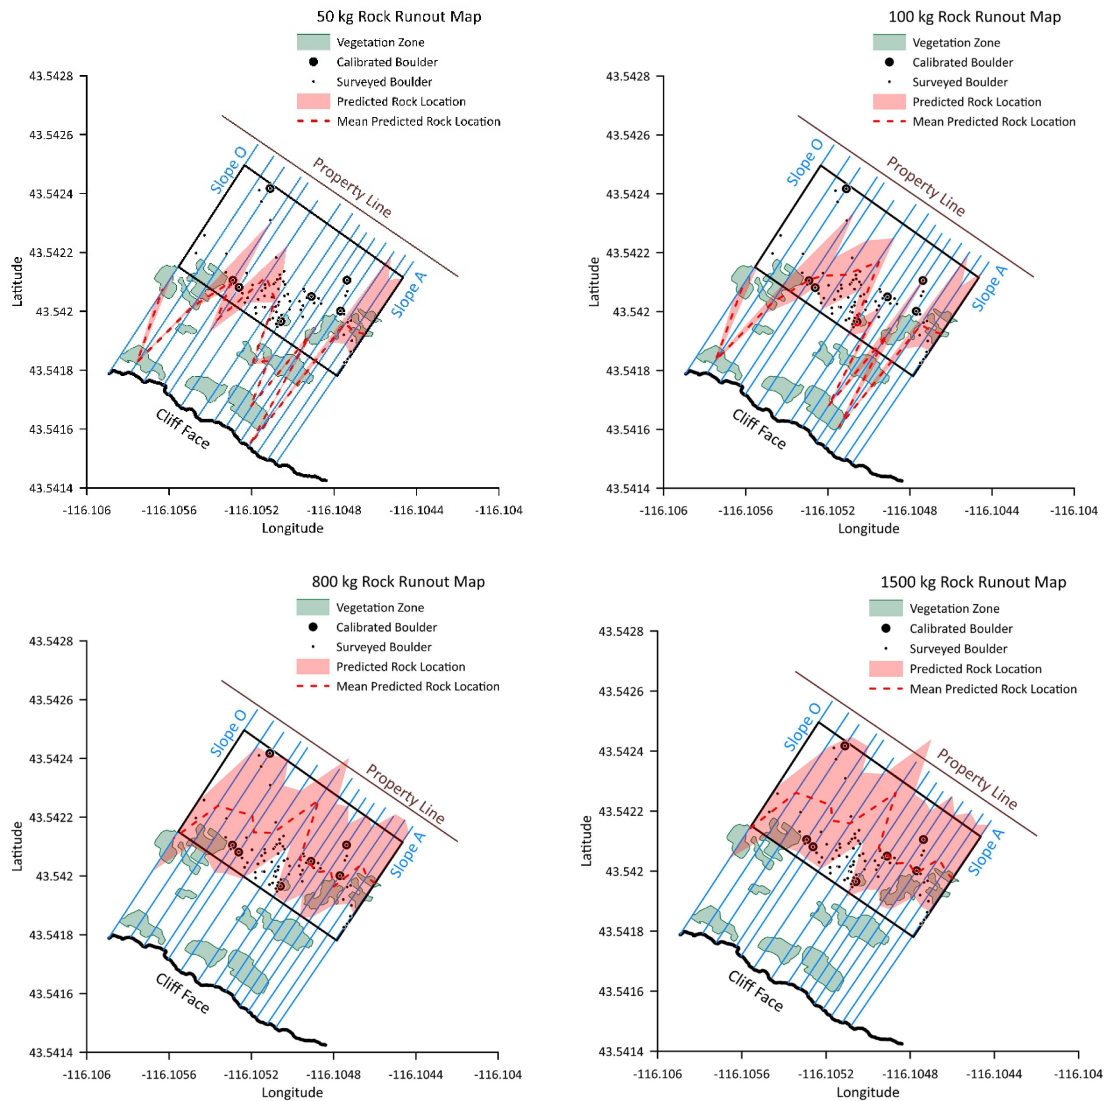 50 kg Rock Runout Map
Vegetation Zone
Calibrated Boulder
Surveyed Boulder
Predicted Rock Location
Mean Predicted Rock Location
43.5428
43.5426
43.5424
43.5422
43.542
43.5418
43.5416
43.5414
Latitude
Slope O
Property Line
Slope A
Cliff Face
-116.106
-116.1056
-116.1052
-116.1048
-116.1044
-116.104
Longitude
100 kg Rock Runout Map
Vegetation Zone
Calibrated Boulder
Surveyed Boulder
Predicted Rock Location
Mean Predicted Rock Location
43.5428
43.5426
43.5424
43.5422
43.542
43.5418
43.5416
43.5414
Latitude
Slope O
Property Line
Slope A
Cliff Face
-116.106
-116.1056
-116.1052
-116.1048
-116.1044
-116.104
Longitude
800 kg Rock Runout Map
Vegetation Zone
Calibrated Boulder
Surveyed Boulder
Predicted Rock Location
Mean Predicted Rock Location
43.5428
43.5426
43.5424
43.5422
43.542
43.5418
43.5416
43.5414
Latitude
Slope O
Property Line
Slope A
Cliff Face
-116.106
-116.1056
-116.1052
-116.1048
-116.1044
-116.104
Longitude
1500 kg Rock Runout Map
Vegetation Zone
Calibrated Boulder
Surveyed Boulder
Predicted Rock Location
Mean Predicted Rock Location
43.5428
43.5426
43.5424
43.5422
43.542
43.5418
43.5416
43.5414
Latitude
Slope O
Property Line
Slope A
Cliff Face
-116.106
-116.1056
-116.1052
-116.1048
-116.1044
-116.104
Longitude